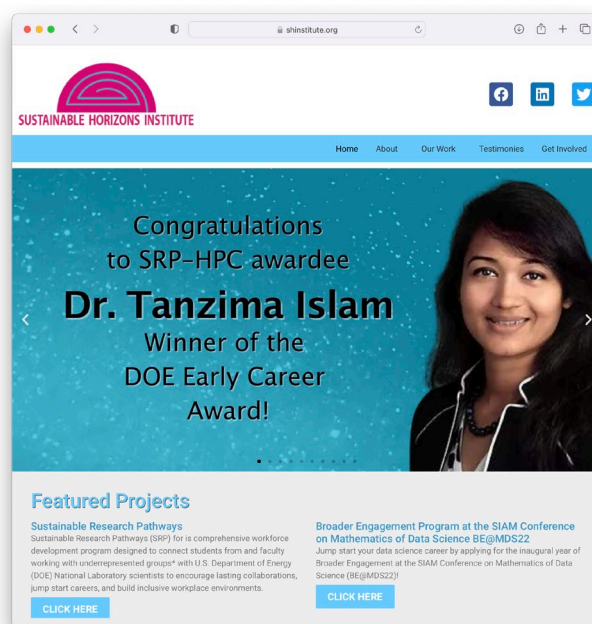 shinstitute.org
SUSTAINABLE HORIZONS INSTITUTE
Home About Our Work Testimonies Get Involved
Congratulations
to SRP-HPC awardee
Dr. Tanzima Islam
Winner of the
DOE Early Career
Award!
Featured Projects
Sustainable Research Pathways
Sustainable Research Pathways (SRP) for is comprehensive workforce
development program designed to connect students from and faculty
working with underrepresented groups* with U.S. Department of Energy
(DOE) National Laboratory scientists to encourage lasting collaborations,
jump start careers, and build inclusive workplace environments.
CLICK HERE
Broader Engagement Program at the SIAM Conference
on Mathematics of Data Science BE@MDS22
Jump start your data science career by applying for the inaugural year of
Broader Engagement at the SIAM Conference on Mathematics of Data
Science (BE@MDS22)!
CLICK HERE